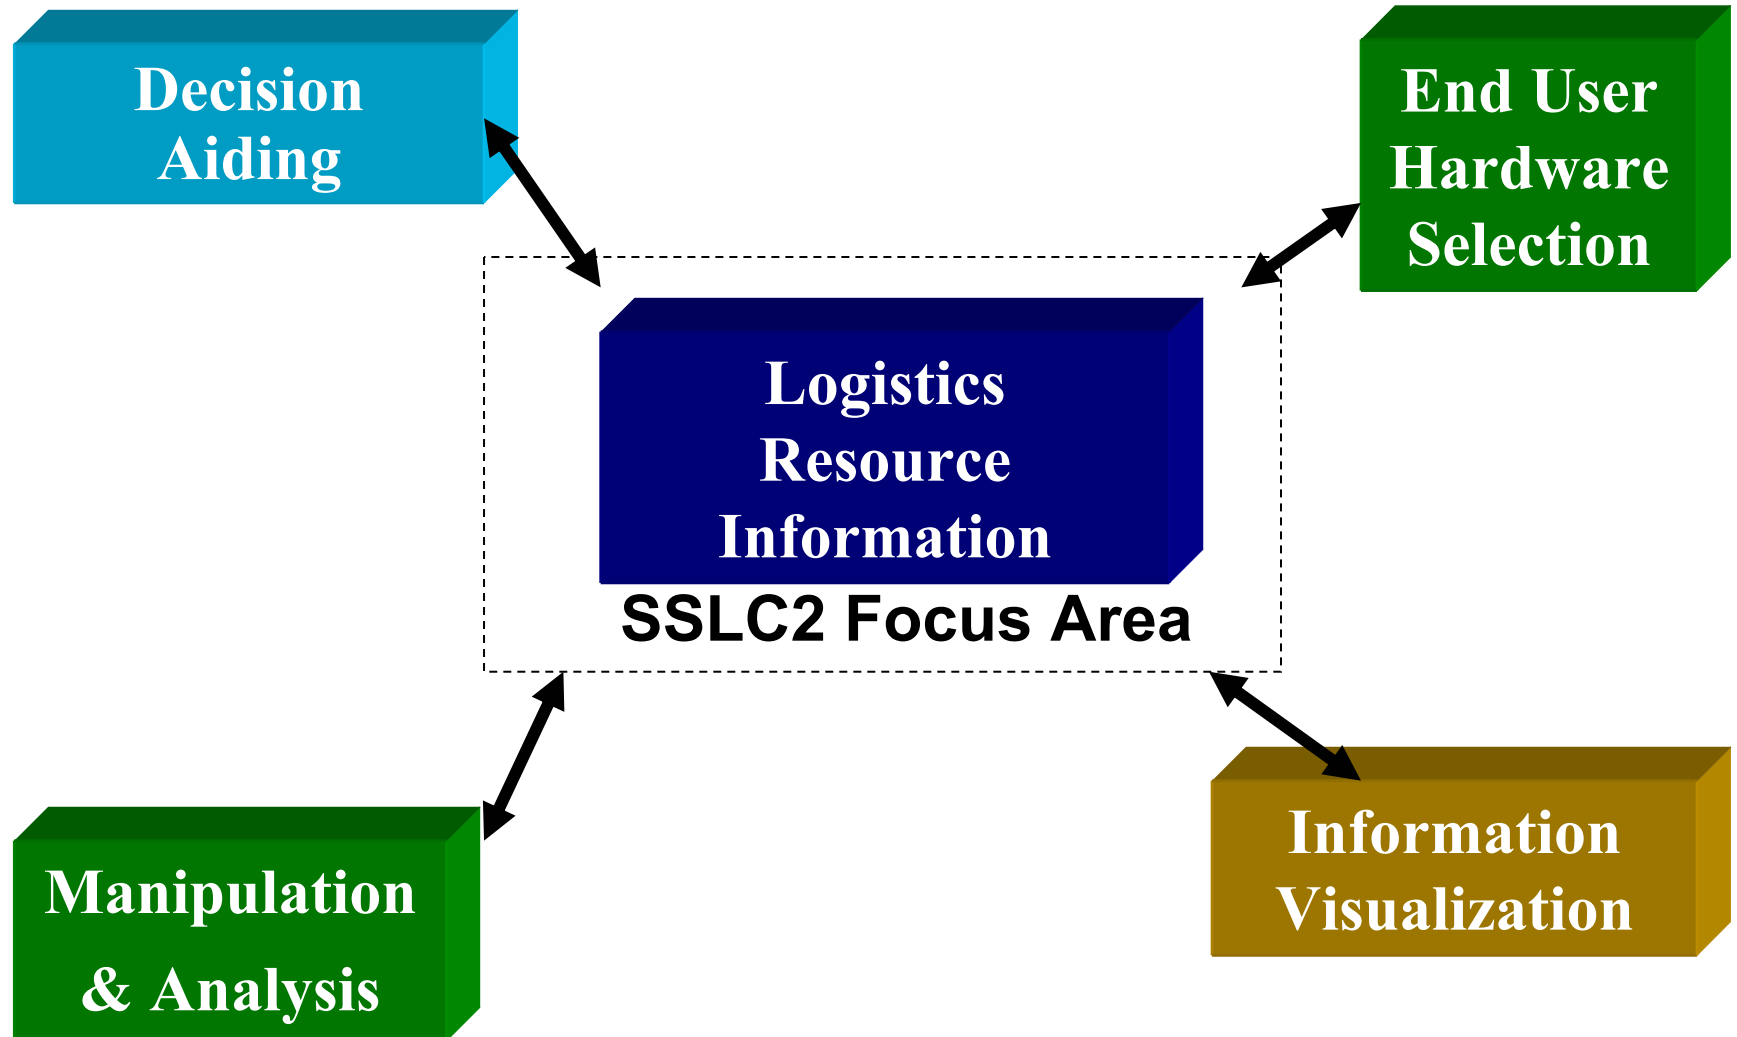 Decision
Aiding
End User
Hardware
Selection
Logistics
Resource
Information
SSLC2 Focus Area
Manipulation
& Analysis
Information
Visualization